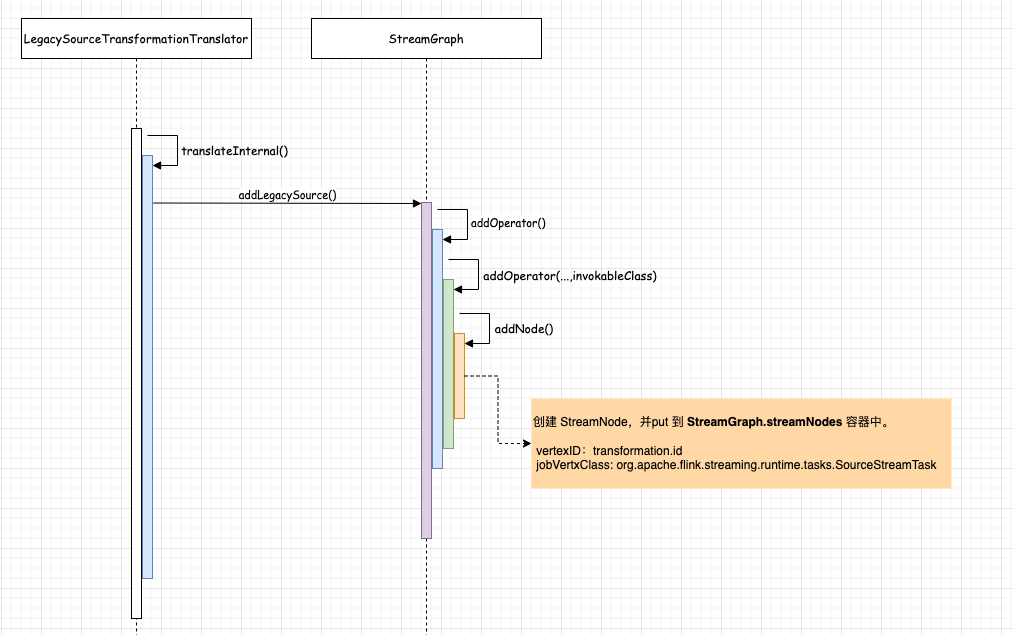 LegacySourceTransformationTranslator
StreamGraph
translateInternal()
addLegacySource()
addOperator()
addOperator(...,invokableClass)
addNode()
创建 StreamNode，并put 到 StreamGraph.streamNodes 容器中。
vertexID：transformation.id
jobVertxClass: org.apache.flink.streaming.runtime.tasks.SourceStreamTask